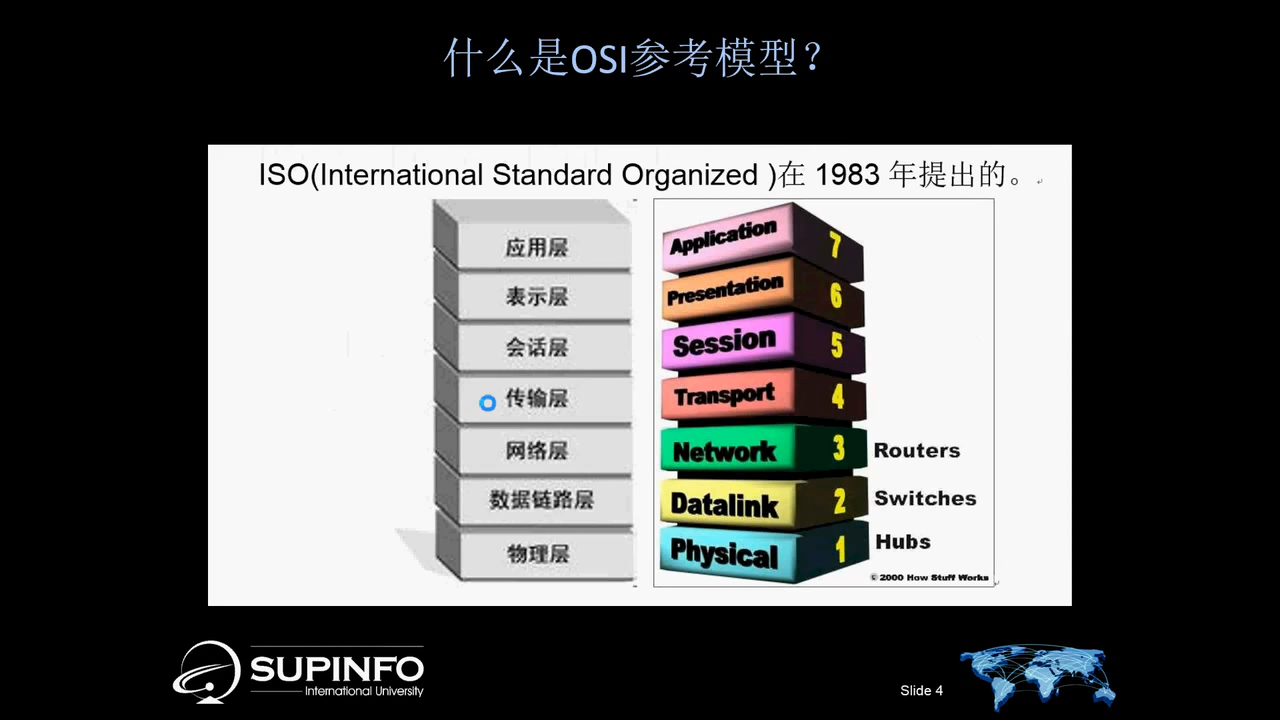 什么是OSI参考模型？
ISO(International Standard Organized )在 1983 年提出的。
应用层
表示层
会话层
传输层
网络层
数据链路层
物理层
Application 7
Presentation 6
Session 5
Transport 4
Network 3 Routers
Datalink 2 Switches
Physical 1 Hubs
© 2000 How Stuff Works
SUPINFO
International University
Slide 4